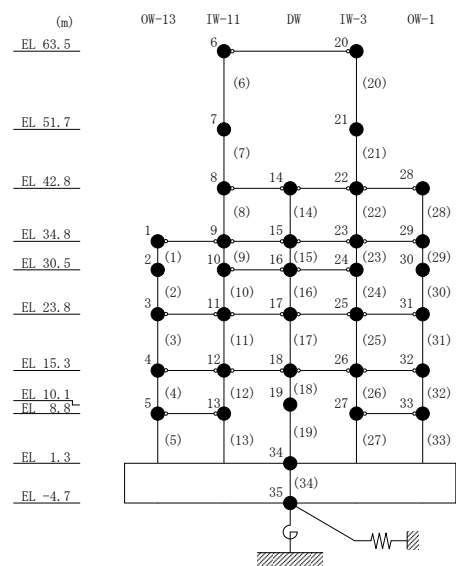 (m) OW-13 IW-11 DW IW-3 OW-1
EL 63.5 6 20
(6) (20)
EL 51.7 7 21
(7) (21)
EL 42.8 8 14 22 28
(8) (14) (22) (28)
EL 34.8 1 9 15 23 29
(1) (9) (15) (23) (29)
EL 30.5 2 10 16 24 30
(2) (10) (16) (24) (30)
EL 23.8 3 11 17 25 31
(3) (11) (17) (25) (31)
EL 15.3 4 12 18 26 32
(4) (12) (18) (26) (32)
EL 10.1 19
EL 8.8 5 13 27 33
(5) (13) (19) (27) (33)
EL 1.3 34
(34)
EL -4.7 35